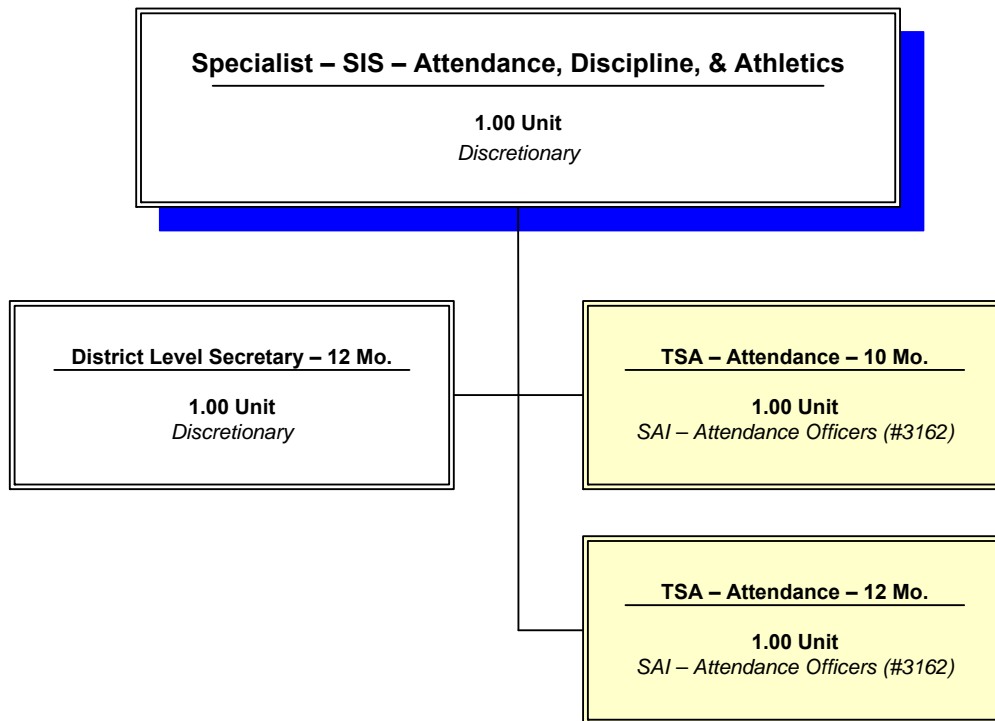 Specialist – SIS – Attendance, Discipline, & Athletics
1.00 Unit
Discretionary
District Level Secretary – 12 Mo.
1.00 Unit
Discretionary
TSA – Attendance – 10 Mo.
1.00 Unit
SAI – Attendance Officers (#3162)
TSA – Attendance – 12 Mo.
1.00 Unit
SAI – Attendance Officers (#3162)